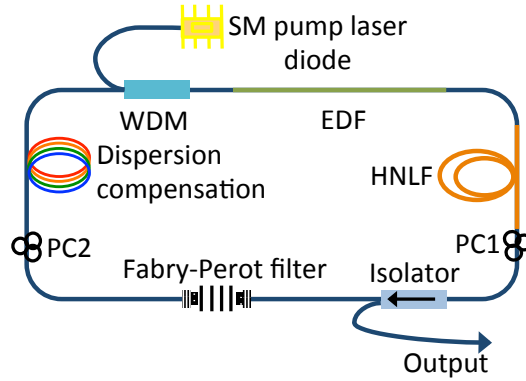 SM pump laser
diode
WDM
EDF
Dispersion
compensation
HNLF
PC2
PC1
Fabry-Perot filter
Isolator
Output